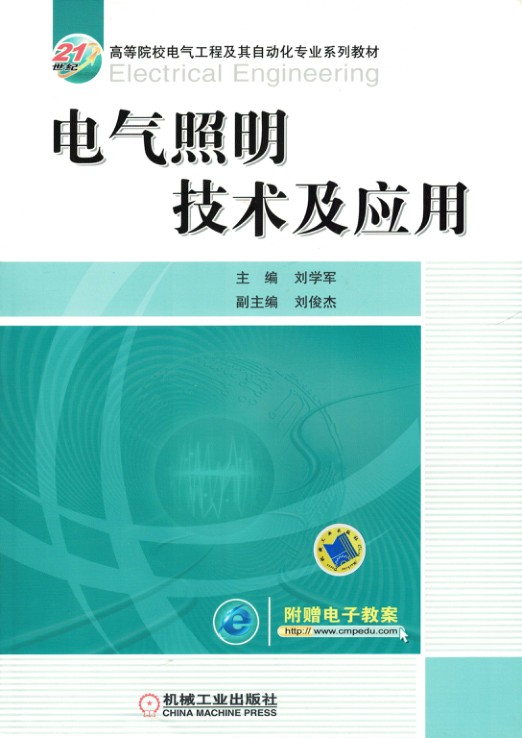 21
世纪
高等院校电气工程及其自动化专业系列教材
Electrical Engineering
电气照明
技术及应用
主 编 刘学军
副主编 刘俊杰
附赠电子教案
http:// www.cmpedu.com
机械工业出版社
CHINA MACHINE PRESS